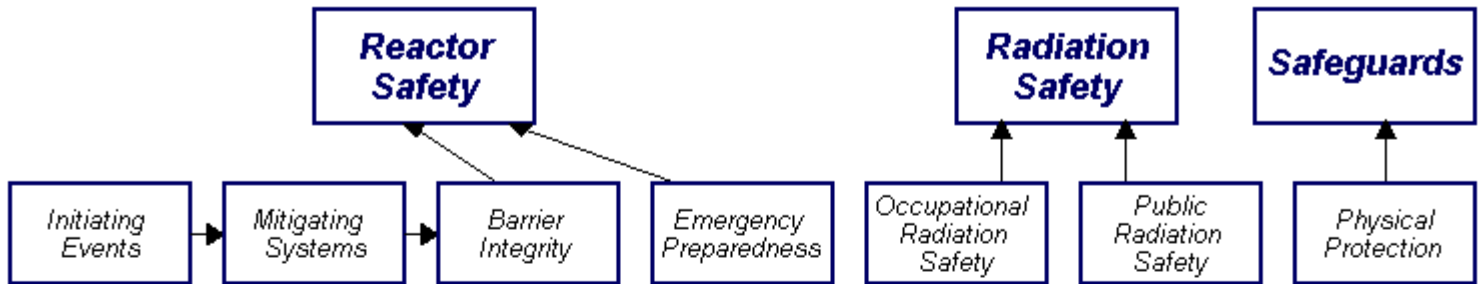 Reactor
Safety
Radiation
Safety
Safeguards
Initiating
Events
Mitigating
Systems
Barrier
Integrity
Emergency
Preparedness
Occupational
Radiation
Safety
Public
Radiation
Safety
Physical
Protection